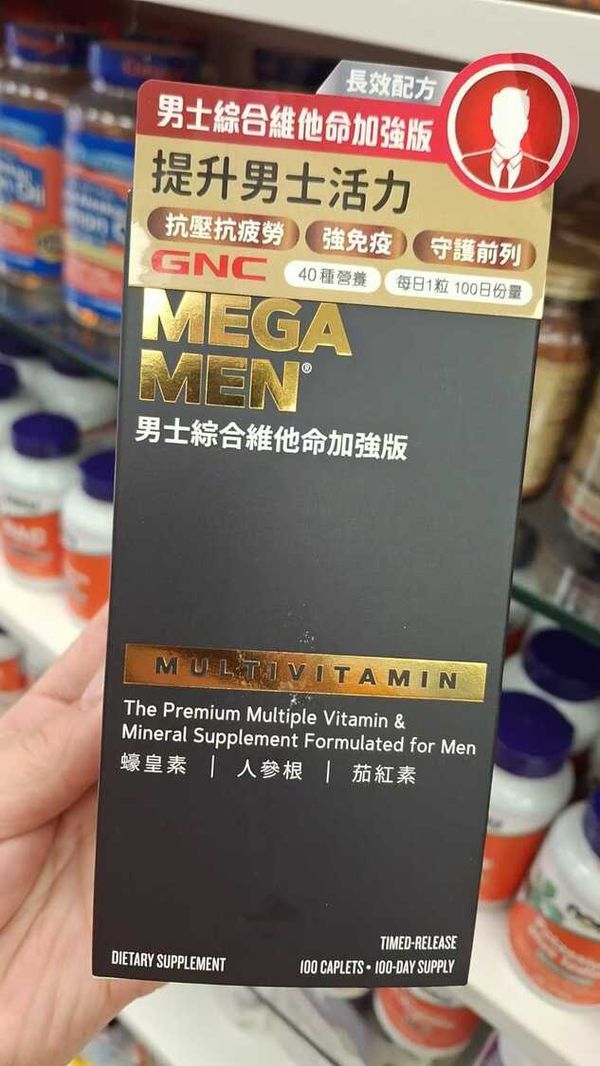 長效配方
男士綜合維他命加強版
提升男士活力
抗壓抗疲勞 強免疫 守護前列
GNC 40種營養 每日1粒 100日份量
MEGA
MEN®
男士綜合維他命加強版
MULTIVITAMIN
The Premium Multiple Vitamin &
Mineral Supplement Formulated for Men
蠔皇素 | 人參根 | 茄紅素
TIMED-RELEASE
DIETARY SUPPLEMENT 100 CAPLETS • 100-DAY SUPPLY